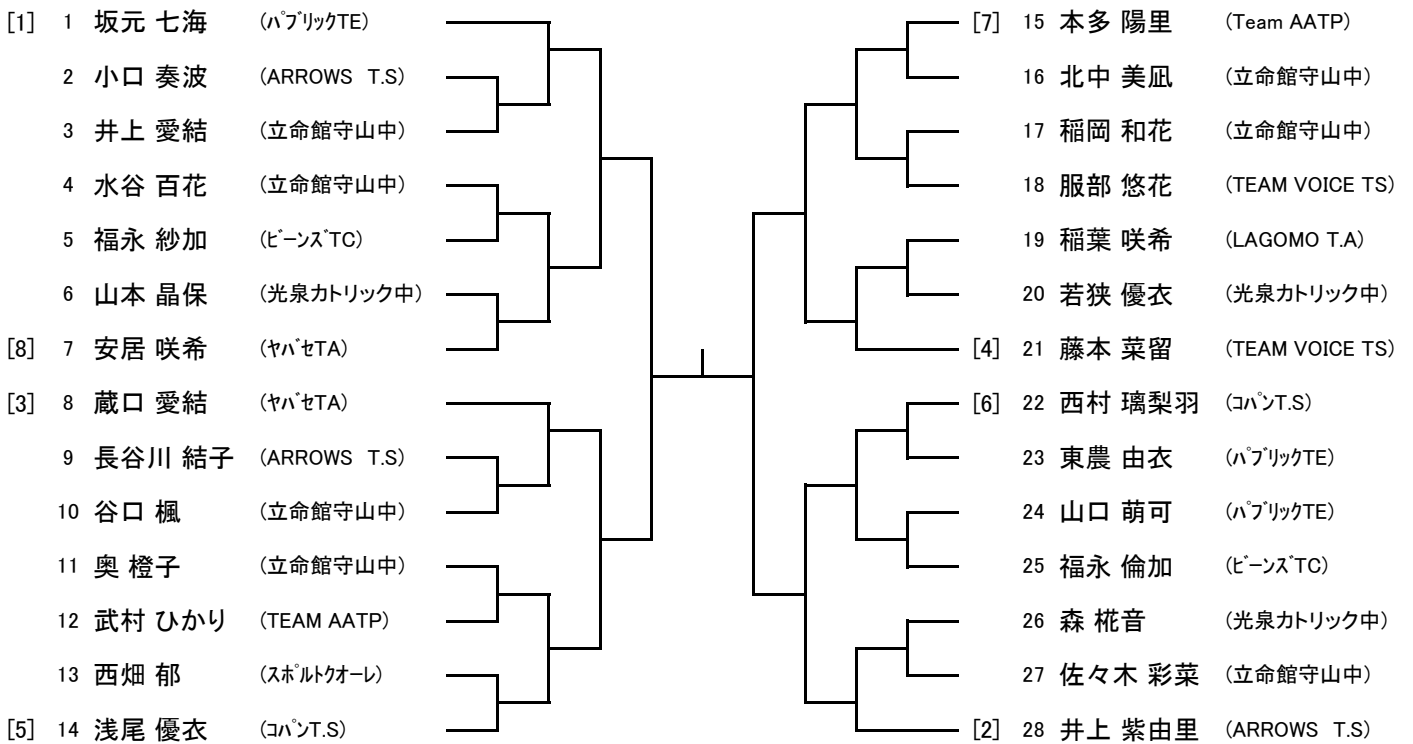 [1] 1 坂元 七海 (ﾊﾟﾌﾞﾘｯｸTE)
2 小口 奏波 (ARROWS T.S)
3 井上 愛結 (立命館守山中)
4 水谷 百花 (立命館守山中)
5 福永 紗加 (ﾋﾞｰﾝｽﾞTC)
6 山本 晶保 (光泉カトリック中)
[8] 7 安居 咲希 (ﾔﾊﾞｾTA)
[3] 8 蔵口 愛結 (ﾔﾊﾞｾTA)
9 長谷川 結子 (ARROWS T.S)
10 谷口 楓 (立命館守山中)
11 奥 橙子 (立命館守山中)
12 武村 ひかり (TEAM AATP)
13 西畑 郁 (ｽﾎﾟﾙﾄクオーレ)
[5] 14 浅尾 優衣 (ｺﾊﾟﾝT.S)
[7] 15 本多 陽里 (Team AATP)
16 北中 美凪 (立命館守山中)
17 稲岡 和花 (立命館守山中)
18 服部 悠花 (TEAM VOICE TS)
19 稲葉 咲希 (LAGOMO T.A)
20 若狭 優衣 (光泉カトリック中)
[4] 21 藤本 菜留 (TEAM VOICE TS)
[6] 22 西村 璃梨羽 (ｺﾊﾟﾝT.S)
23 東農 由衣 (ﾊﾟﾌﾞﾘｯｸTE)
24 山口 萌可 (ﾊﾟﾌﾞﾘｯｸTE)
25 福永 倫加 (ﾋﾞｰﾝｽﾞTC)
26 森 椛音 (光泉カトリック中)
27 佐々木 彩菜 (立命館守山中)
[2] 28 井上 紫由里 (ARROWS T.S)